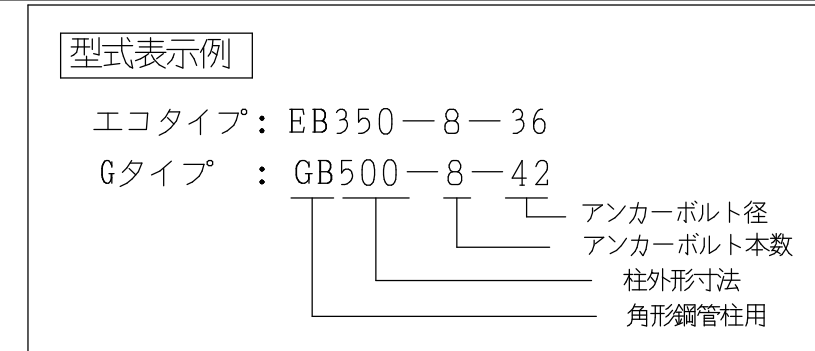 型式表示例
エコタイプ: EB350-8-36
Gタイプ : GB500-8-42
アンカーボルト径
アンカーボルト本数
柱外形寸法
角形鋼管柱用